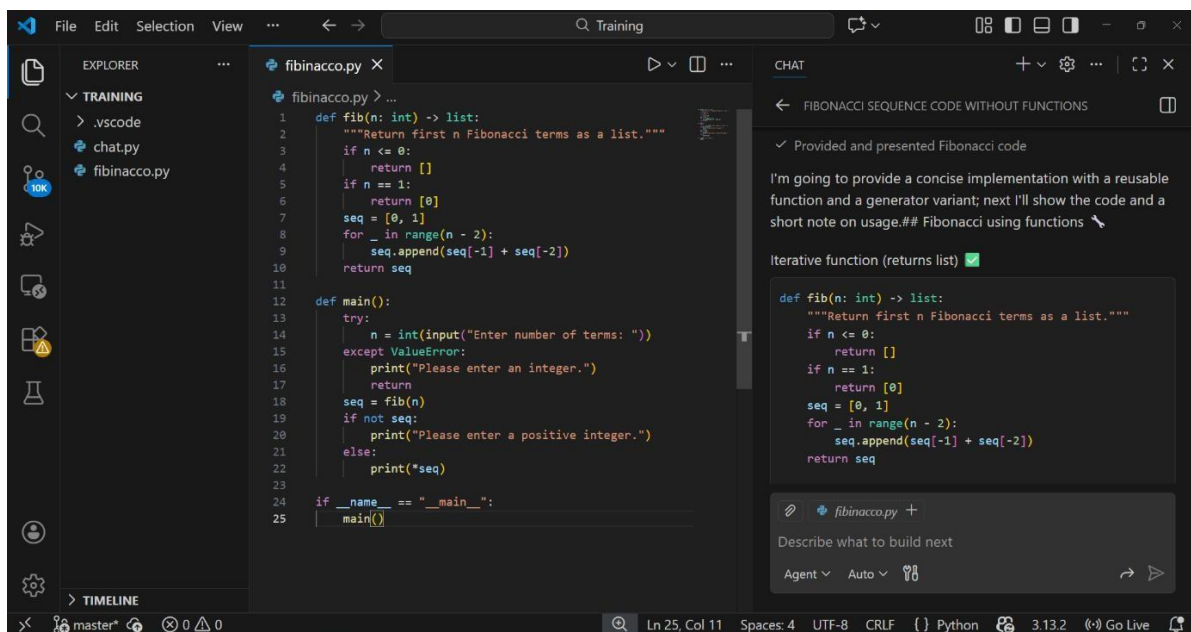 File Edit Selection View ... Training
EXPLORER ...
TRAINING
.vscode
chat.py
fibinacco.py
10K
TIMELINE
fibinacco.py
fibinacco.py > ...
1 def fib(n: int) -> list:
2     """Return first n Fibonacci terms as a list."""
3     if n <= 0:
4         return []
5     if n == 1:
6         return [0]
7     seq = [0, 1]
8     for _ in range(n - 2):
9         seq.append(seq[-1] + seq[-2])
10     return seq
11
12 def main():
13     try:
14         n = int(input("Enter number of terms: "))
15     except ValueError:
16         print("Please enter an integer.")
17         return
18     seq = fib(n)
19     if not seq:
20         print("Please enter a positive integer.")
21     else:
22         print(*seq)
23
24 if __name__ == "__main__":
25     main()
CHAT
FIBONACCI SEQUENCE CODE WITHOUT FUNCTIONS
✓ Provided and presented Fibonacci code
I'm going to provide a concise implementation with a reusable
function and a generator variant; next I'll show the code and a
short note on usage.## Fibonacci using functions 🔧
Iterative function (returns list) ✅
def fib(n: int) -> list:
    """Return first n Fibonacci terms as a list."""
    if n <= 0:
        return []
    if n == 1:
        return [0]
    seq = [0, 1]
    for _ in range(n - 2):
        seq.append(seq[-1] + seq[-2])
    return seq
fibinacco.py +
Describe what to build next
Agent Auto
master* 0 0 Ln 25, Col 11 Spaces: 4 UTF-8 CRLF { } Python 3.13.2 Go Live